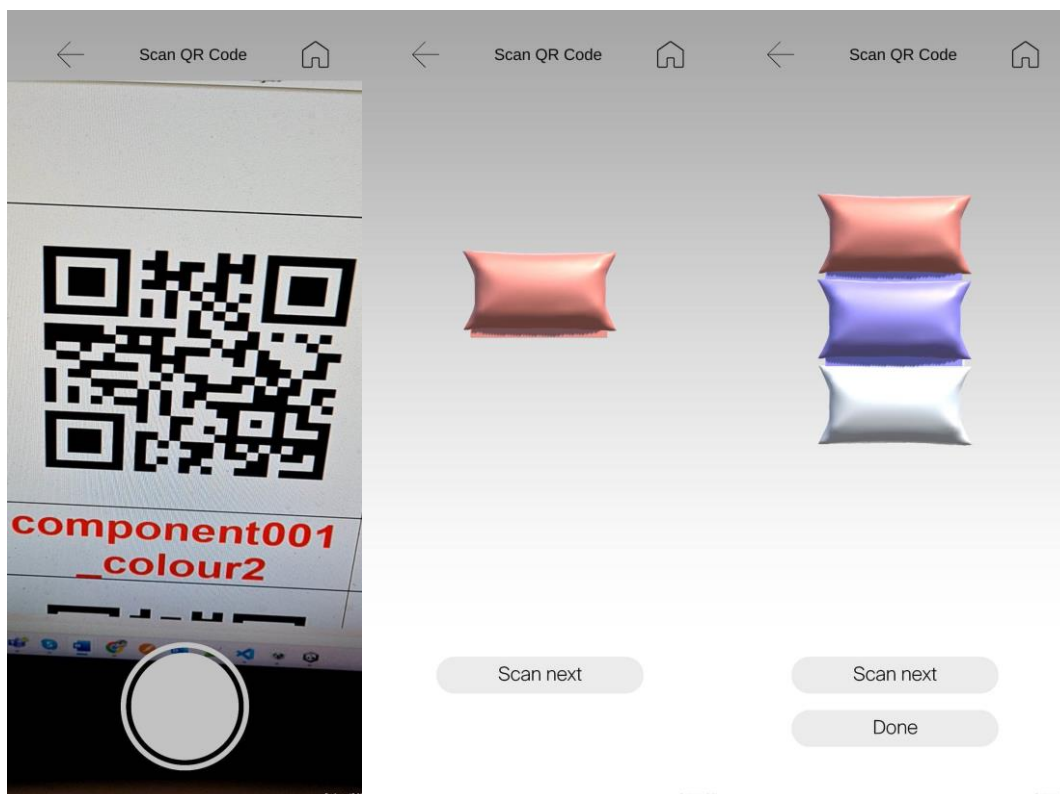 Scan QR Code
component001
_colour2
Scan QR Code
Scan next
Scan QR Code
Scan next
Done